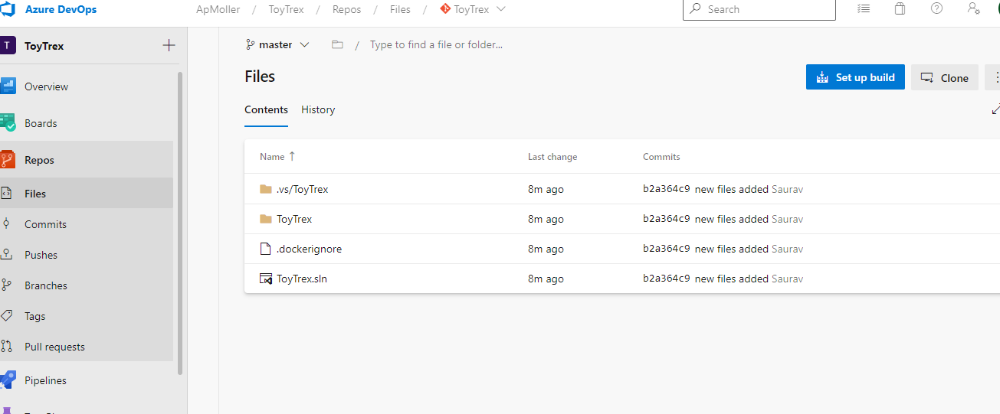 Azure DevOps
ApMoller / ToyTrex / Repos / Files / ToyTrex
Search
T ToyTrex
Overview
Boards
Repos
Files
Commits
Pushes
Branches
Tags
Pull requests
Pipelines
master / Type to find a file or folder...
Files
Set up build
Clone
Contents History
Name ↑ Last change Commits
.vs/ToyTrex 8m ago b2a364c9 new files added Saurav
ToyTrex 8m ago b2a364c9 new files added Saurav
.dockerignore 8m ago b2a364c9 new files added Saurav
ToyTrex.sln 8m ago b2a364c9 new files added Saurav